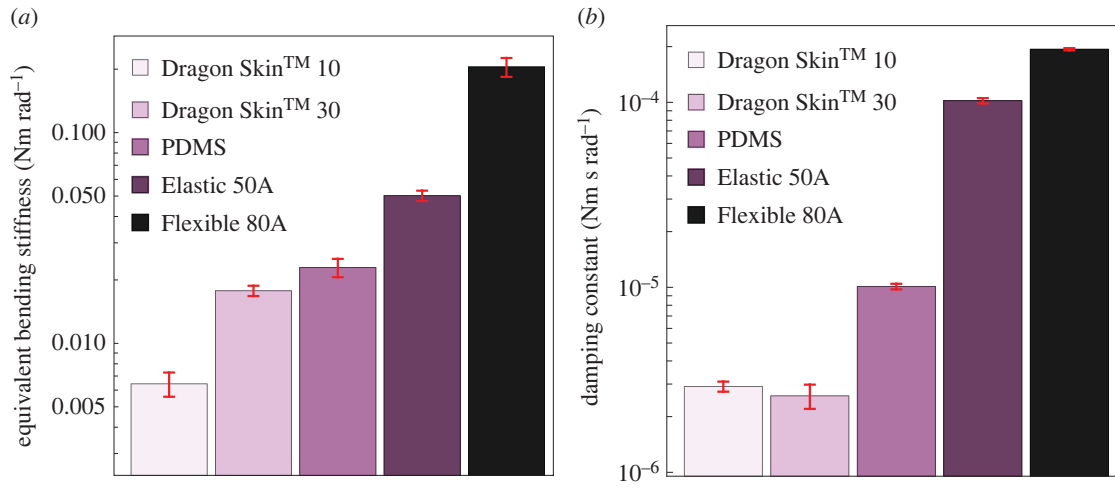 (a)
equivalent bending stiffness (Nm rad⁻¹)
0.100
0.050
0.010
0.005
Dragon Skin™ 10
Dragon Skin™ 30
PDMS
Elastic 50A
Flexible 80A
(b)
damping constant (Nm s rad⁻¹)
10⁻⁴
10⁻⁵
10⁻⁶
Dragon Skin™ 10
Dragon Skin™ 30
PDMS
Elastic 50A
Flexible 80A